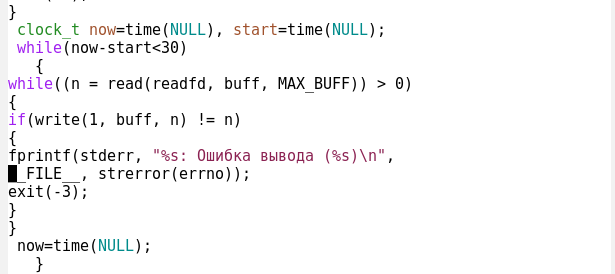 }
clock_t now=time(NULL), start=time(NULL);
while(now-start<30)
{
while((n = read(readfd, buff, MAX_BUFF)) > 0)
{
if(write(1, buff, n) != n)
{
fprintf(stderr, "%s: Ошибка вывода (%s)\n",
__FILE__, strerror(errno));
exit(-3);
}
}
now=time(NULL);
}